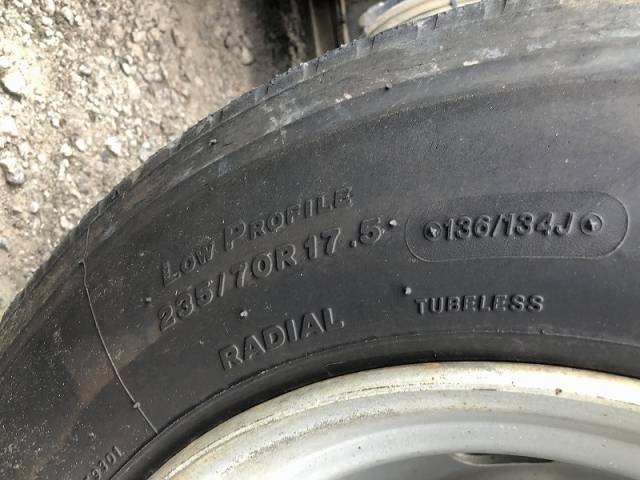 LOW PROFILE
235/70R 17.5
136/134J
RADIAL
TUBELESS